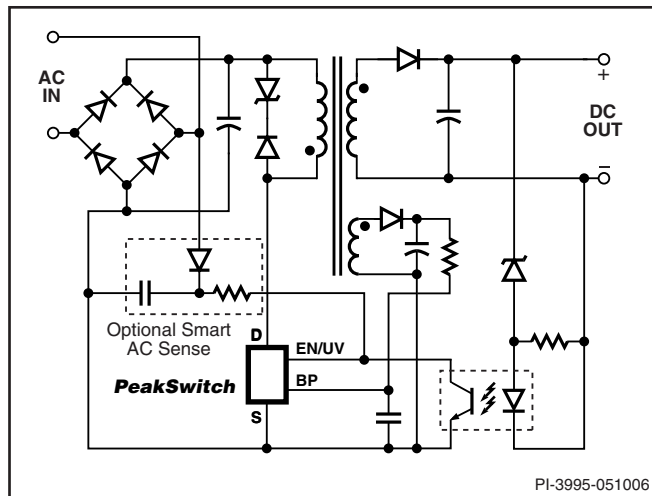 AC
IN
+
DC
OUT
–
Optional Smart
AC Sense
D
EN/UV
PeakSwitch
BP
S
PI-3995-051006